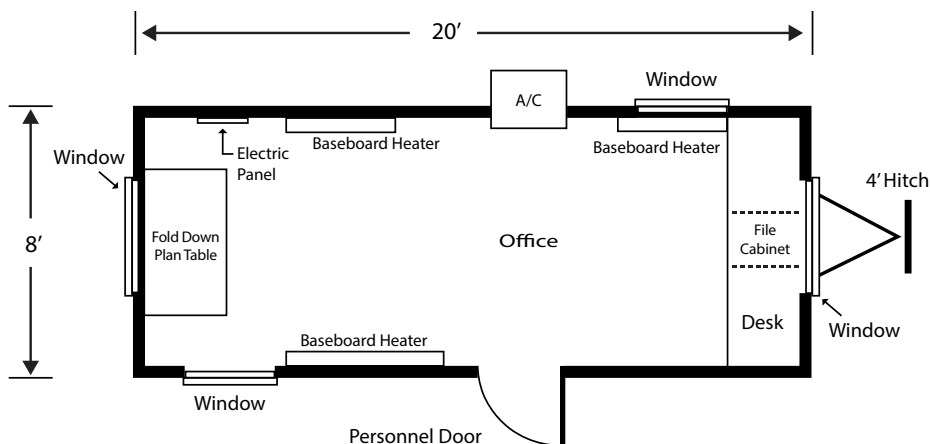 20’
Window
A/C
Baseboard Heater
Baseboard Heater
Electric
Panel
Window
4’ Hitch
8’
Fold Down
Plan Table
Office
File
Cabinet
Desk
Window
Baseboard Heater
Window
Personnel Door